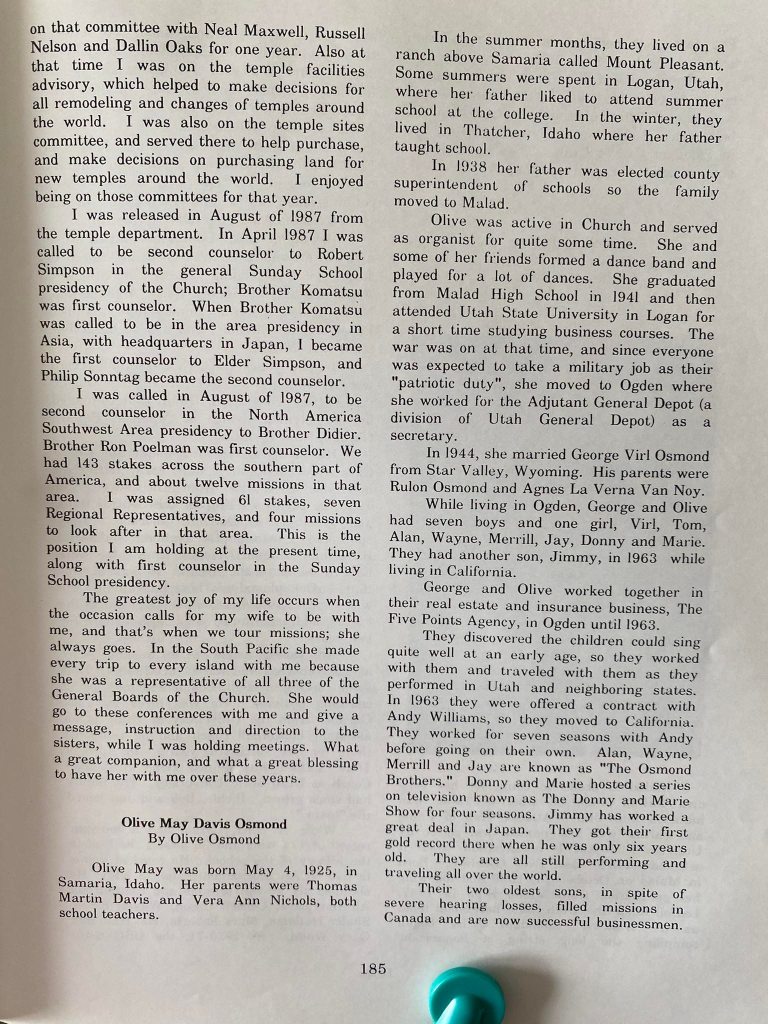 on that committee with Neal Maxwell, Russell
Nelson and Dallin Oaks for one year. Also at
that time I was on the temple facilities
advisory, which helped to make decisions for
all remodeling and changes of temples around
the world. I was also on the temple sites
committee, and served there to help purchase,
and make decisions on purchasing land for
new temples around the world. I enjoyed
being on those committees for that year.
I was released in August of 1987 from
the temple department. In April 1987 I was
called to be second counselor to Robert
Simpson in the general Sunday School
presidency of the Church; Brother Komatsu
was first counselor. When Brother Komatsu
was called to be in the area presidency in
Asia, with headquarters in Japan, I became
the first counselor to Elder Simpson, and
Philip Sonntag became the second counselor.
I was called in August of 1987, to be
second counselor in the North America
Southwest Area presidency to Brother Didier.
Brother Ron Poelman was first counselor. We
had 143 stakes across the southern part of
America, and about twelve missions in that
area. I was assigned 61 stakes, seven
Regional Representatives, and four missions
to look after in that area. This is the
position I am holding at the present time,
along with first counselor in the Sunday
School presidency.
The greatest joy of my life occurs when
the occasion calls for my wife to be with
me, and that's when we tour missions; she
always goes. In the South Pacific she made
every trip to every island with me because
she was a representative of all three of the
General Boards of the Church. She would
go to these conferences with me and give a
message, instruction and direction to the
sisters, while I was holding meetings. What
a great companion, and what a great blessing
to have her with me over these years.
Olive May Davis Osmond
By Olive Osmond
Olive May was born May 4, 1925, in
Samaria, Idaho. Her parents were Thomas
Martin Davis and Vera Ann Nichols, both
school teachers.
In the summer months, they lived on a
ranch above Samaria called Mount Pleasant.
Some summers were spent in Logan, Utah,
where her father liked to attend summer
school at the college. In the winter, they
lived in Thatcher, Idaho where her father
taught school.
In 1938 her father was elected county
superintendent of schools so the family
moved to Malad.
Olive was active in Church and served
as organist for quite some time. She and
some of her friends formed a dance band and
played for a lot of dances. She graduated
from Malad High School in 1941 and then
attended Utah State University in Logan for
a short time studying business courses. The
war was on at that time, and since everyone
was expected to take a military job as their
"patriotic duty", she moved to Ogden where
she worked for the Adjutant General Depot (a
division of Utah General Depot) as a
secretary.
In 1944, she married George Virl Osmond
from Star Valley, Wyoming. His parents were
Rulon Osmond and Agnes La Verna Van Noy.
While living in Ogden, George and Olive
had seven boys and one girl, Virl, Tom,
Alan, Wayne, Merrill, Jay, Donny and Marie.
They had another son, Jimmy, in 1963 while
living in California.
George and Olive worked together in
their real estate and insurance business, The
Five Points Agency, in Ogden until 1963.
They discovered the children could sing
quite well at an early age, so they worked
with them and traveled with them as they
performed in Utah and neighboring states.
In 1963 they were offered a contract with
Andy Williams, so they moved to California.
They worked for seven seasons with Andy
before going on their own. Alan, Wayne,
Merrill and Jay are known as "The Osmond
Brothers." Donny and Marie hosted a series
on television known as The Donny and Marie
Show for four seasons. Jimmy has worked a
great deal in Japan. They got their first
gold record there when he was only six years
old. They are all still performing and
traveling all over the world.
Their two oldest sons, in spite of
severe hearing losses, filled missions in
Canada and are now successful businessmen.
185